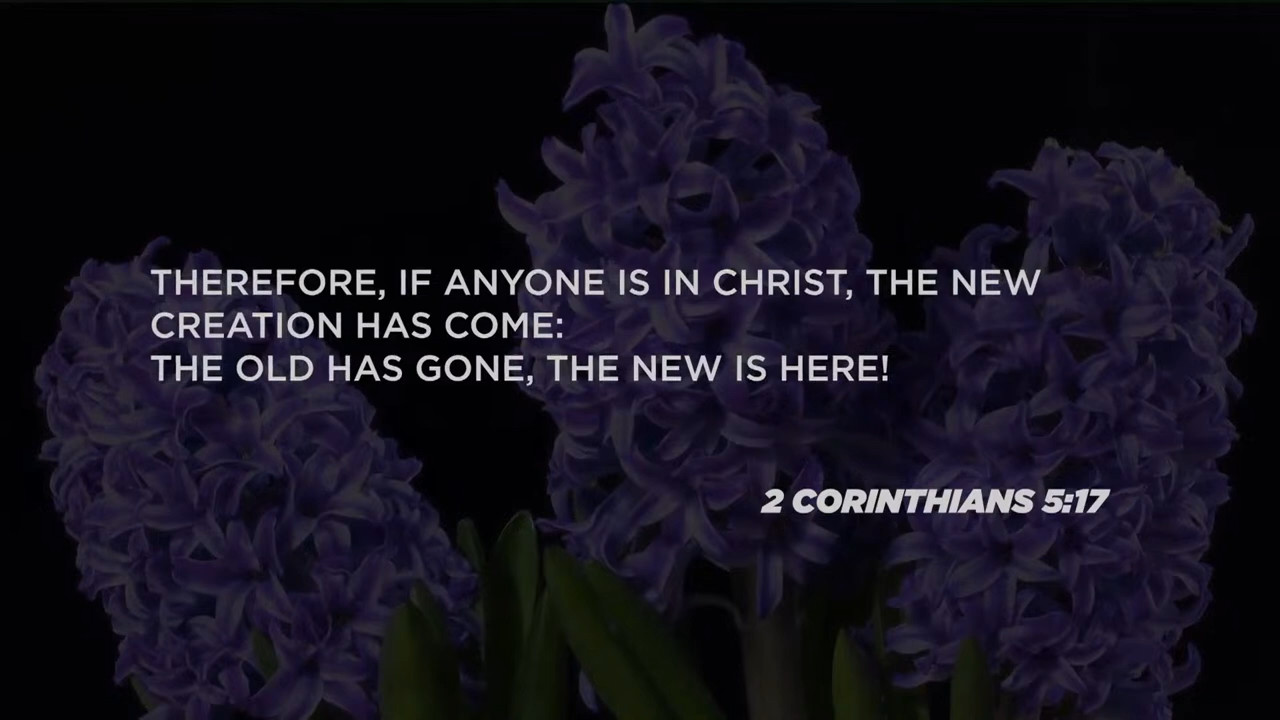 THEREFORE, IF ANYONE IS IN CHRIST, THE NEW
CREATION HAS COME:
THE OLD HAS GONE, THE NEW IS HERE!
2 CORINTHIANS 5:17